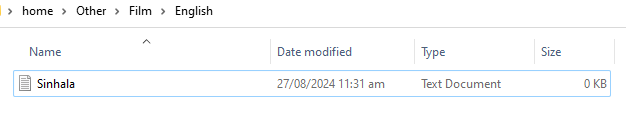 home > Other > Film > English
Name Date modified Type Size
Sinhala 27/08/2024 11:31 am Text Document 0 KB